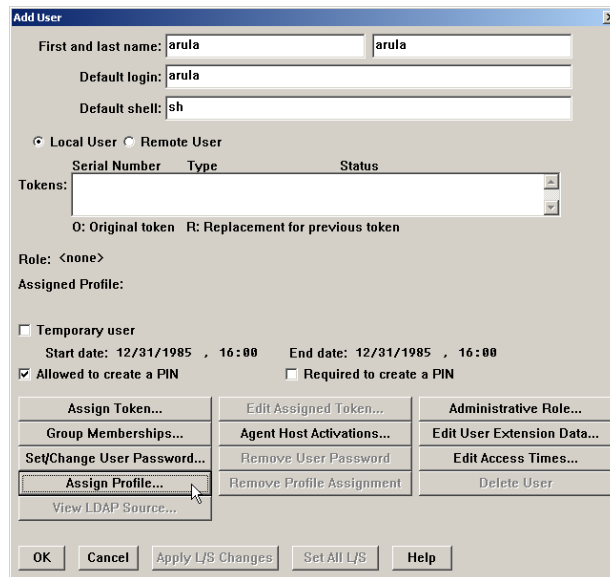 Add User
First and last name: arula arula
Default login: arula
Default shell: sh
Local User Remote User
Serial Number Type Status
Tokens:
O: Original token R: Replacement for previous token
Role: <none>
Assigned Profile:
Temporary user
Start date: 12/31/1985 , 16:00 End date: 12/31/1985 , 16:00
Allowed to create a PIN Required to create a PIN
Assign Token... Edit Assigned Token... Administrative Role...
Group Memberships... Agent Host Activations... Edit User Extension Data...
Set/Change User Password... Remove User Password Edit Access Times...
Assign Profile... Remove Profile Assignment Delete User
View LDAP Source...
OK Cancel Apply L/S Changes Set All L/S Help